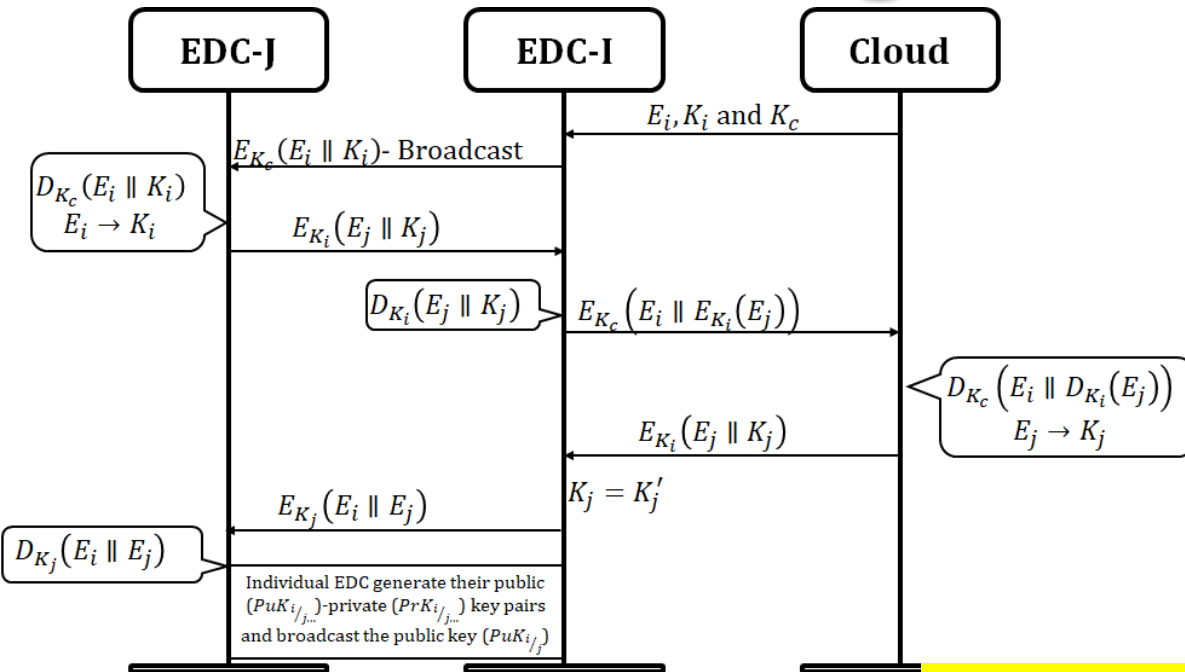 EDC-J EDC-I Cloud
E_i, K_i and K_c
E_{K_c}(E_i ∥ K_i)- Broadcast
D_{K_c}(E_i ∥ K_i)
E_i → K_i
E_{K_i}(E_j ∥ K_j)
D_{K_i}(E_j ∥ K_j)
E_{K_c}(E_i ∥ E_{K_i}(E_j))
D_{K_c}(E_i ∥ D_{K_i}(E_j))
E_j → K_j
E_{K_i}(E_j ∥ K_j)
K_j = K_j′
E_{K_j}(E_i ∥ E_j)
D_{K_j}(E_i ∥ E_j)
Individual EDC generate their public
(PuK_{i/j...})-private (PrK_{i/j...}) key pairs
and broadcast the public key (PuK_{i/j})